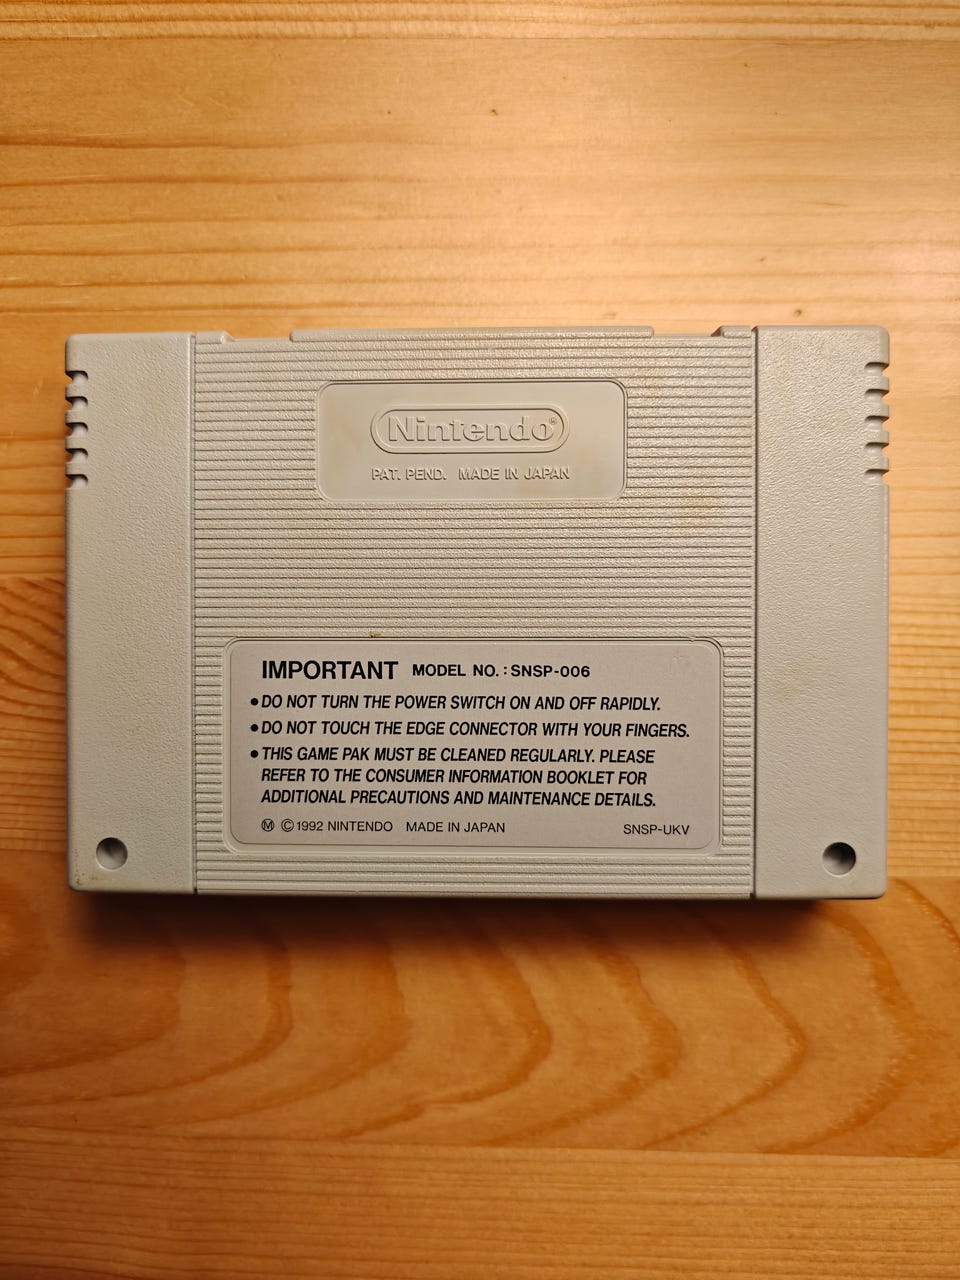 Nintendo®
PAT. PEND. MADE IN JAPAN
IMPORTANT MODEL NO.: SNSP-006
● DO NOT TURN THE POWER SWITCH ON AND OFF RAPIDLY.
● DO NOT TOUCH THE EDGE CONNECTOR WITH YOUR FINGERS.
● THIS GAME PAK MUST BE CLEANED REGULARLY. PLEASE
REFER TO THE CONSUMER INFORMATION BOOKLET FOR
ADDITIONAL PRECAUTIONS AND MAINTENANCE DETAILS.
Ⓜ ©1992 NINTENDO MADE IN JAPAN SNSP-UKV